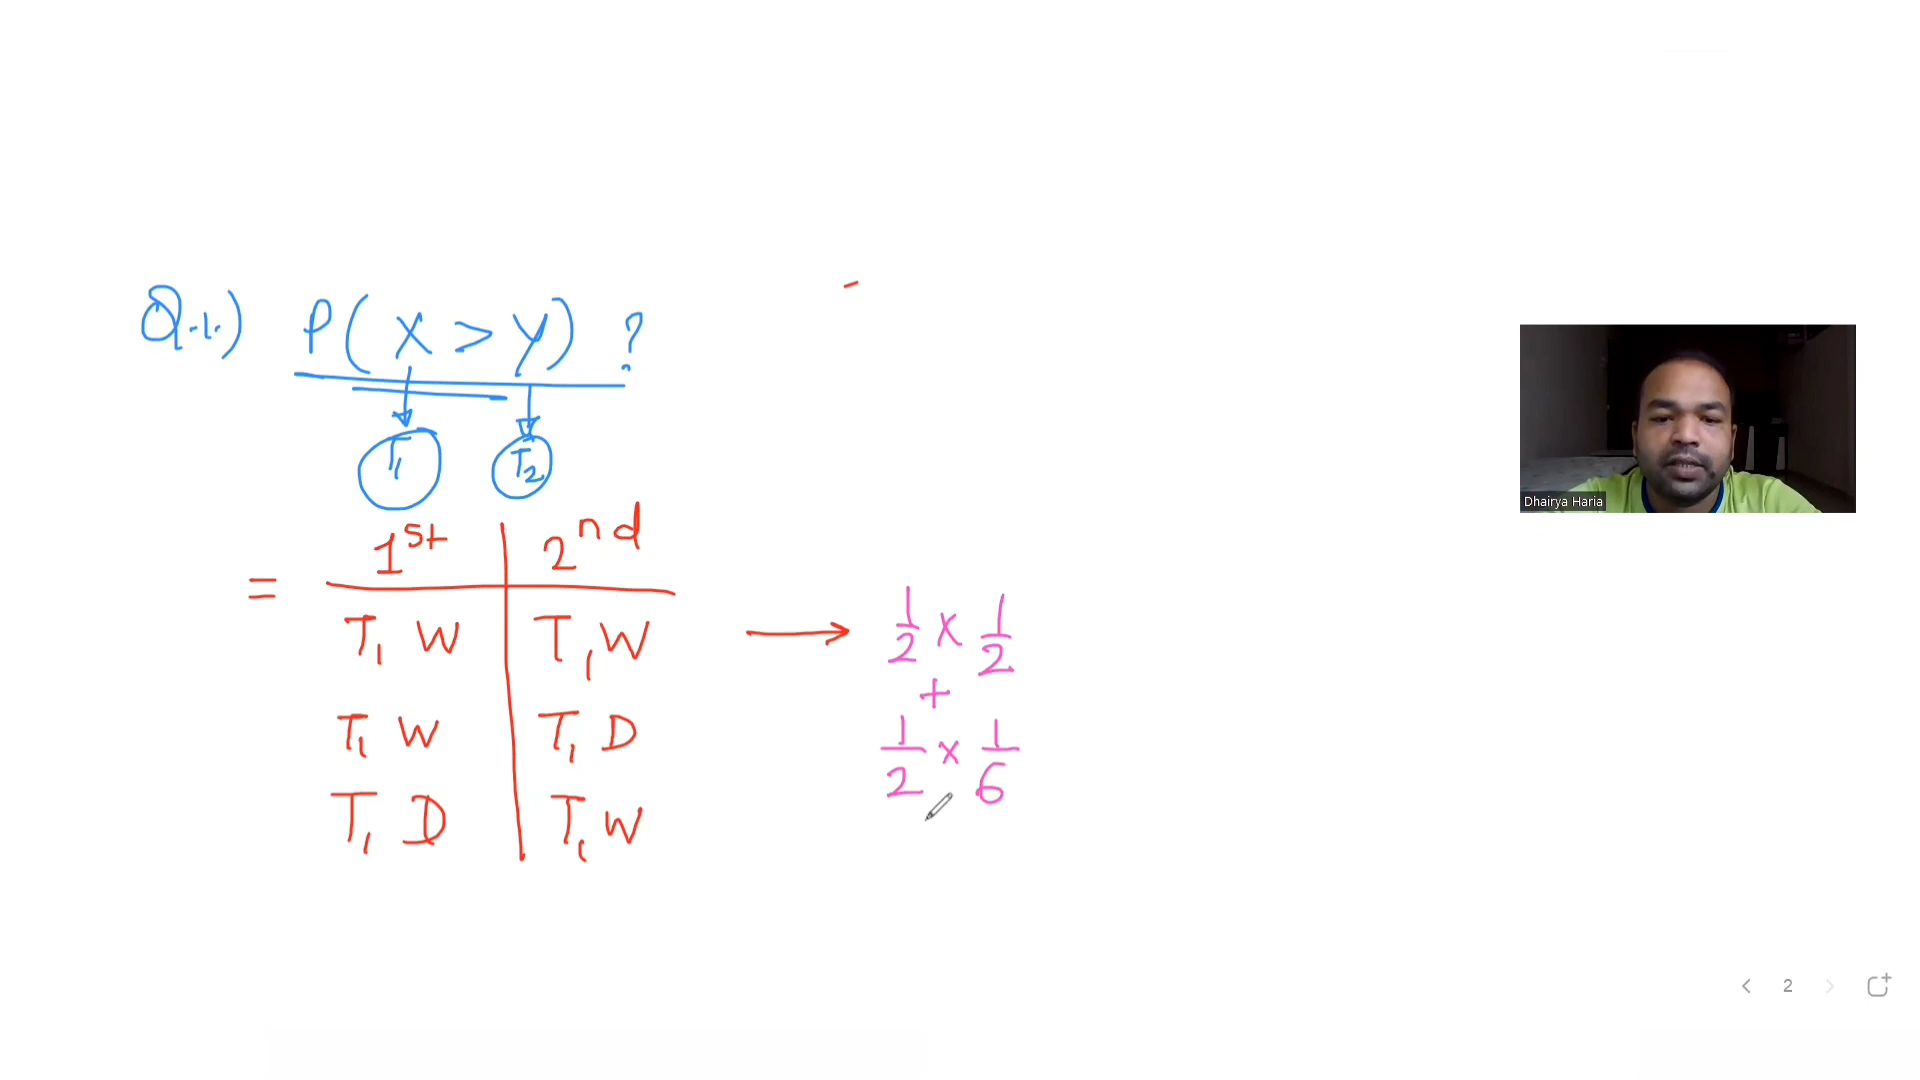 Q.1.) P( X > Y) ?
T1 T2
= 1st 2nd
T1 W T1 W → 1/2 x 1/2
+
T1 W T1 D 1/2 x 1/6
T1 D T1 W
Dhairya Haria
2